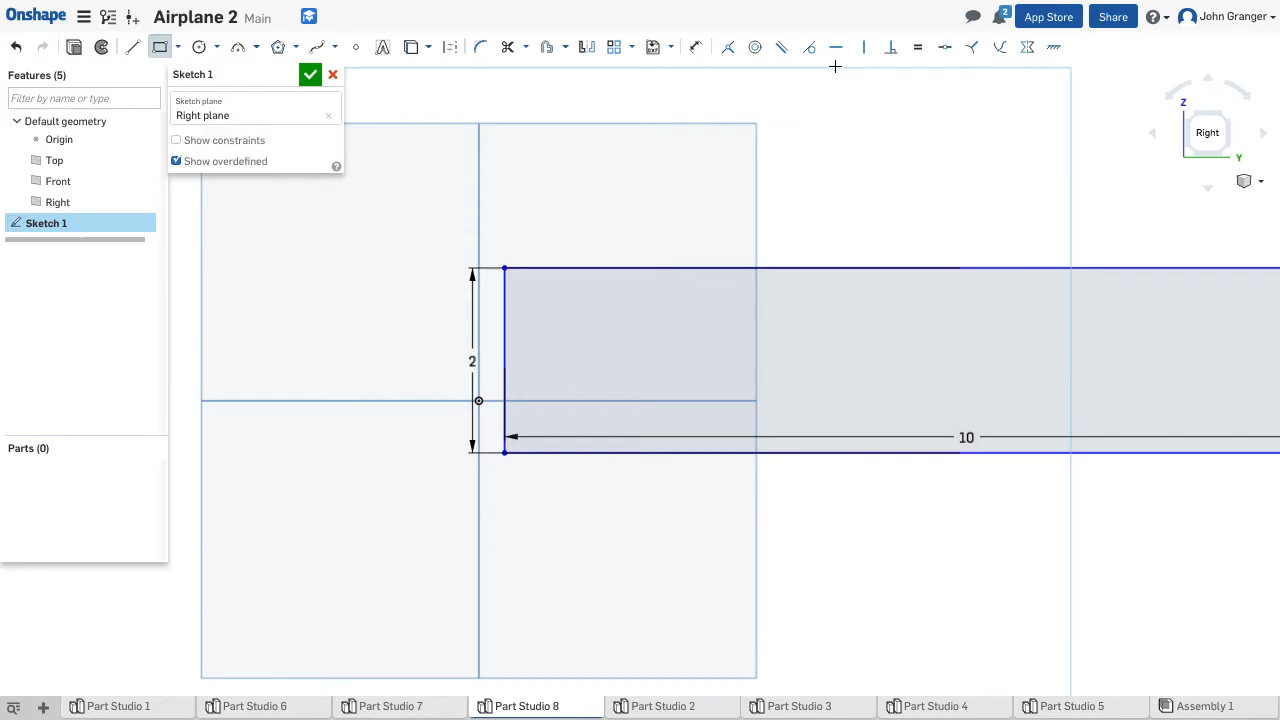 Onshape Airplane 2 Main 2 App Store Share John Granger
Features (5)
Filter by name or type
Default geometry
Origin
Top
Front
Right
Sketch 1
Parts (0)
Sketch 1
Sketch plane
Right plane
Show constraints
Show overdefined
2
10
Z
Right
Y
Part Studio 1 Part Studio 6 Part Studio 7 Part Studio 8 Part Studio 2 Part Studio 3 Part Studio 4 Part Studio 5 Assembly 1